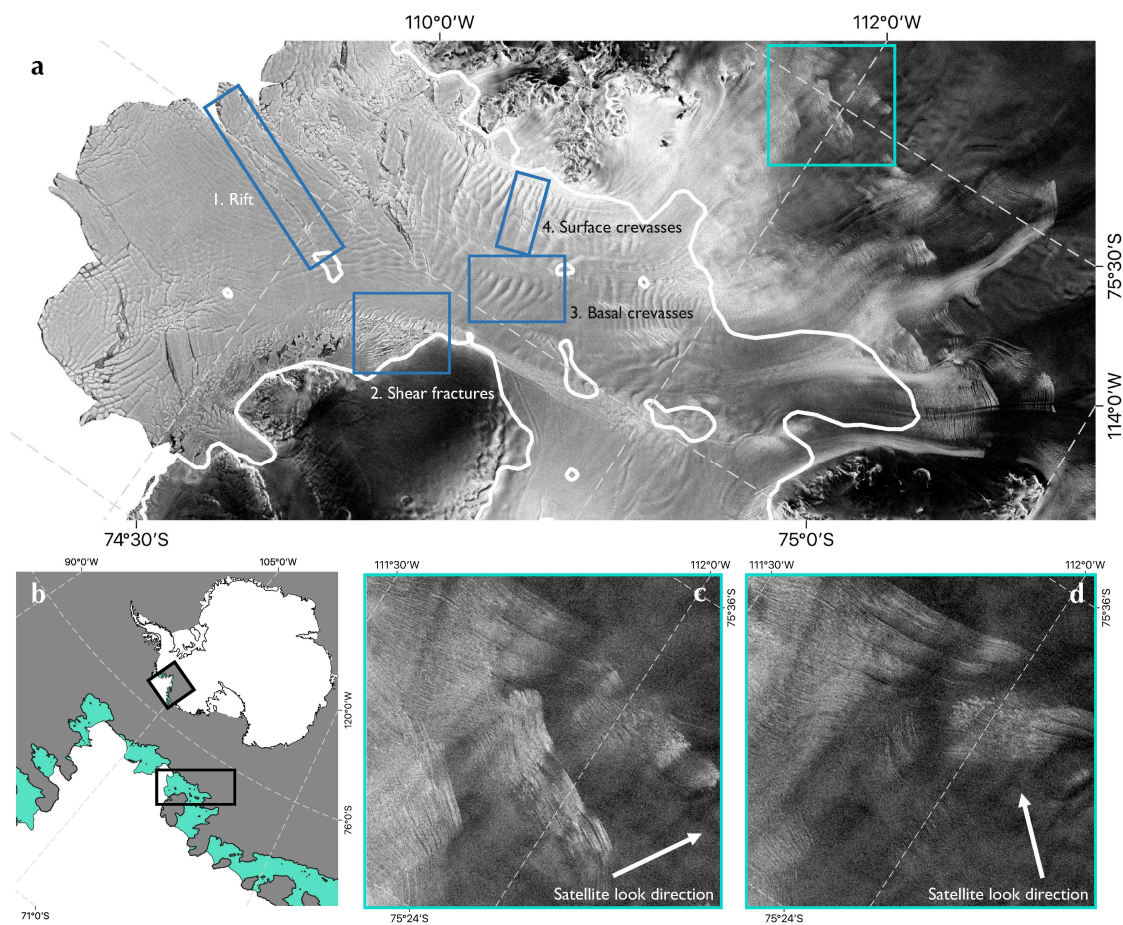 110°0′W
112°0′W
a
1. Rift
4. Surface crevasses
75°30′S
3. Basal crevasses
2. Shear fractures
114°0′W
74°30′S
75°0′S
90°0′W
105°0′W
b
120°0′W
76°0′S
71°0′S
111°30′W
112°0′W
c
75°36′S
Satellite look direction
75°24′S
111°30′W
112°0′W
d
75°36′S
Satellite look direction
75°24′S